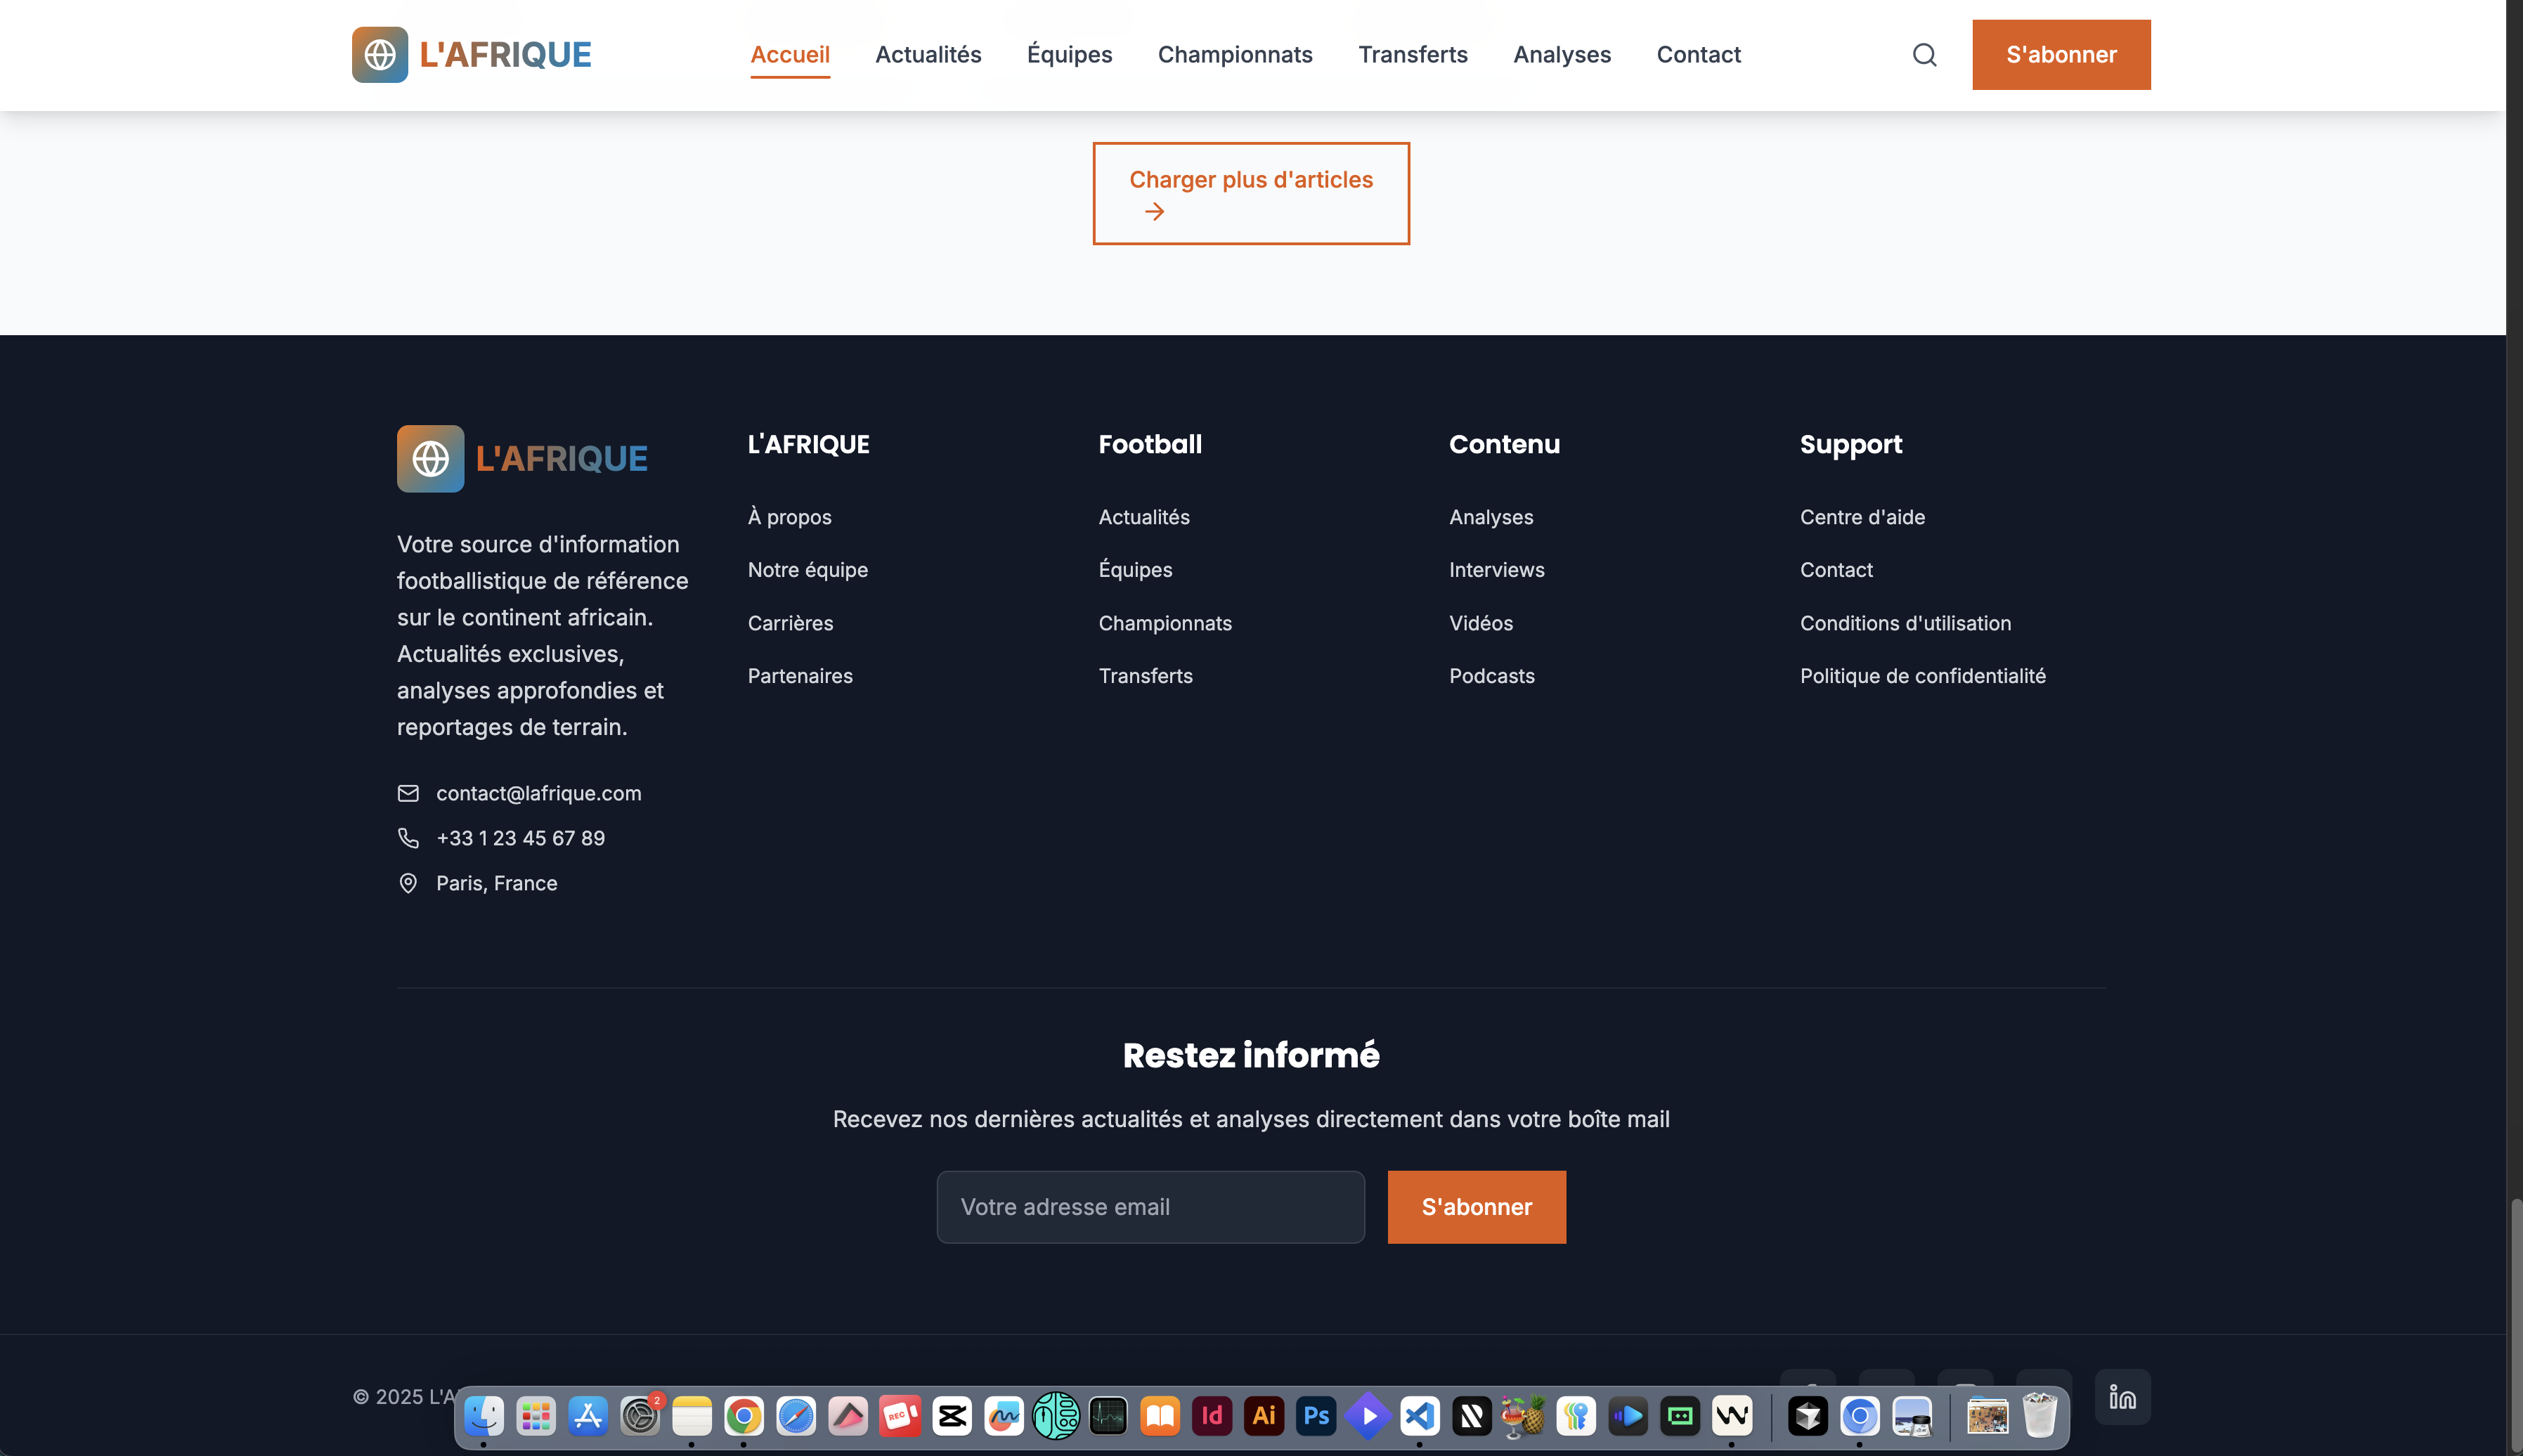 L'AFRIQUE
Accueil
Actualités
Équipes
Championnats
Transferts
Analyses
Contact
S'abonner
Charger plus d'articles
L'AFRIQUE
Votre source d'information
footballistique de référence
sur le continent africain.
Actualités exclusives,
analyses approfondies et
reportages de terrain.
contact@lafrique.com
+33 1 23 45 67 89
Paris, France
L'AFRIQUE
À propos
Notre équipe
Carrières
Partenaires
Football
Actualités
Équipes
Championnats
Transferts
Contenu
Analyses
Interviews
Vidéos
Podcasts
Support
Centre d'aide
Contact
Conditions d'utilisation
Politique de confidentialité
Restez informé
Recevez nos dernières actualités et analyses directement dans votre boîte mail
Votre adresse email
S'abonner
© 2025 L'A
2
REC
Id
Ai
Ps
in